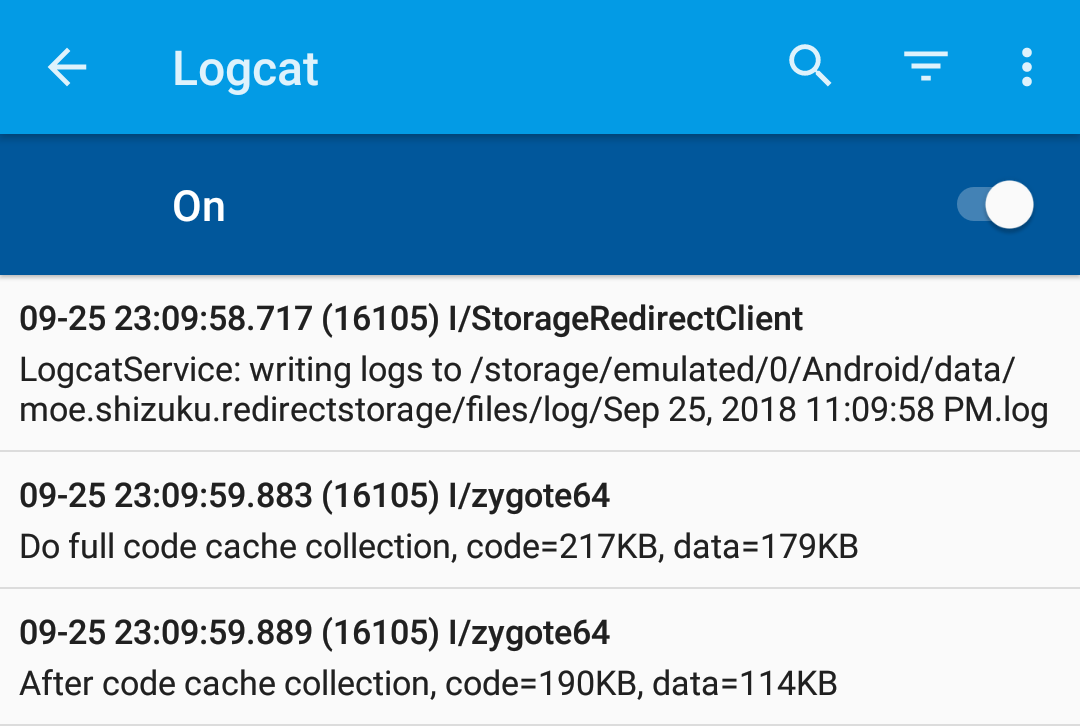 Logcat
On
09-25 23:09:58.717 (16105) I/StorageRedirectClient
LogcatService: writing logs to /storage/emulated/0/Android/data/
moe.shizuku.redirectstorage/files/log/Sep 25, 2018 11:09:58 PM.log
09-25 23:09:59.883 (16105) I/zygote64
Do full code cache collection, code=217KB, data=179KB
09-25 23:09:59.889 (16105) I/zygote64
After code cache collection, code=190KB, data=114KB